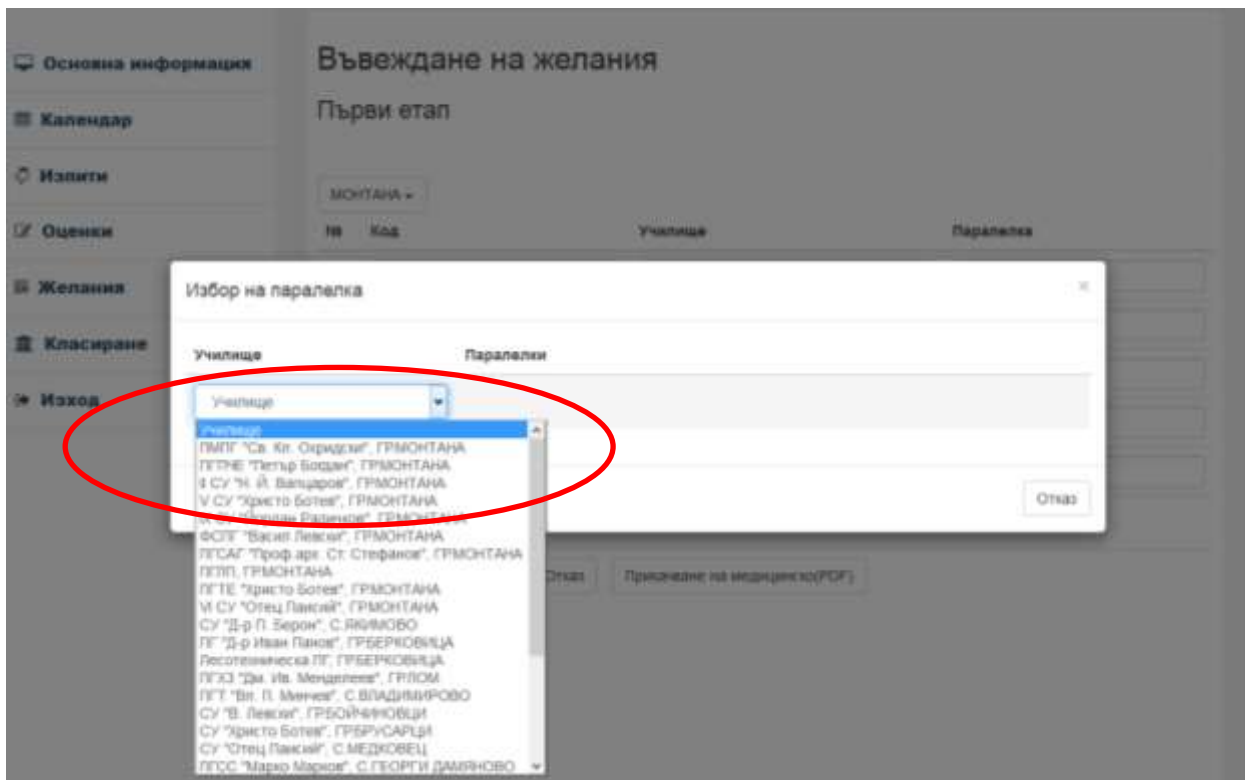 Основна информация
Календар
Изпити
Оценки
Желания
Класиране
Изход
Въвеждане на желания
Първи етап
МОНТАНА
№ Код Училище Паралелка
Избор на паралелка ×
Училище Паралелки
Училище
Училище
ПМПГ "Св. Кл. Охридски", ГРМОНТАНА
ПГТНЕ "Петър Богдан", ГРМОНТАНА
II СУ "Н. Й. Вапцаров", ГРМОНТАНА
V СУ "Христо Ботев", ГРМОНТАНА
IX СУ "Йордан Радичков", ГРМОНТАНА
ФСПГ "Васил Левски", ГРМОНТАНА
ПГСАГ "Проф.арх. Ст. Стефанов", ГРМОНТАНА
ПГЛП, ГРМОНТАНА
ПГТЕ "Христо Ботев", ГРМОНТАНА
VI СУ "Отец Паисий", ГРМОНТАНА
СУ "Д-р П. Берон", С.ЯКИМОВО
ПГ "Д-р Иван Панов", ГРБЕРКОВИЦА
Лесотехническа ПГ, ГРБЕРКОВИЦА
ПГХЗ "Дм. Ив. Менделеев", ГРЛОМ
ПГТ "Вл. П. Минчев", С.ВЛАДИМИРОВО
СУ "В. Левски", ГРБОЙЧИНОВЦИ
СУ "Христо Ботев", ГРБРУСАРЦИ
СУ "Отец Паисий", С.МЕДКОВЕЦ
ПГСС "Марко Марков", С.ГЕОРГИ ДАМЯНОВО
Отказ
Отказ Прикачване на медицинско(PDF)